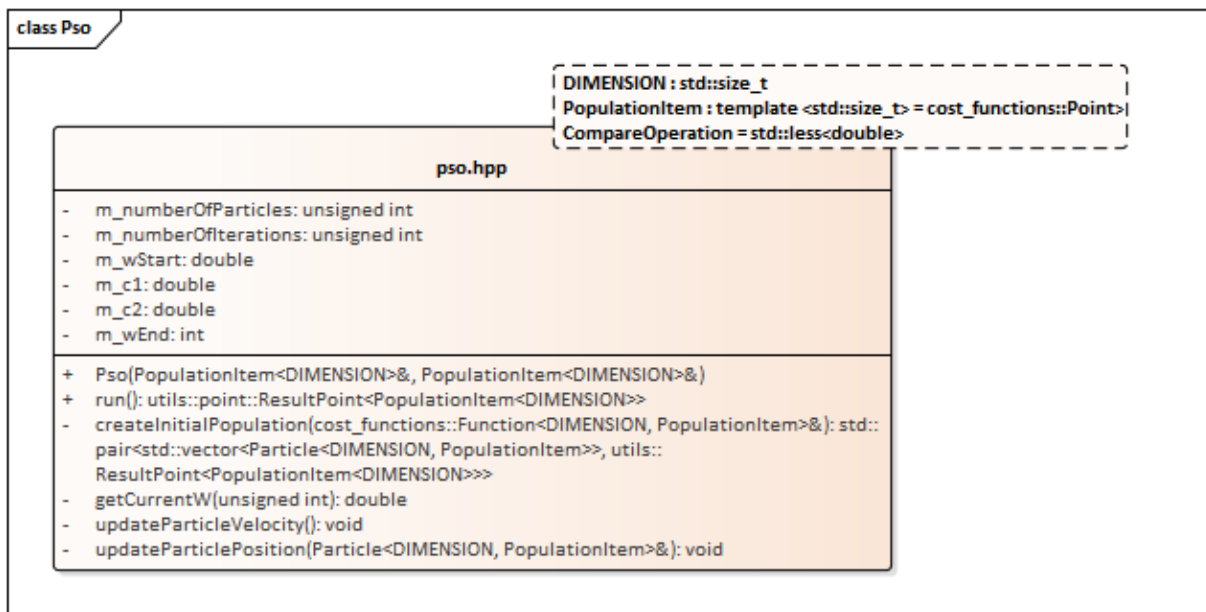 class Pso
DIMENSION : std::size_t
PopulationItem : template <std::size_t> = cost_functions::Point>
CompareOperation = std::less<double>
pso.hpp
- m_numberOfParticles: unsigned int
- m_numberOfIterations: unsigned int
- m_wStart: double
- m_c1: double
- m_c2: double
- m_wEnd: int
+ Pso(PopulationItem<DIMENSION>&, PopulationItem<DIMENSION>&)
+ run(): utils::point::ResultPoint<PopulationItem<DIMENSION>>
- createInitialPopulation(cost_functions::Function<DIMENSION, PopulationItem>&): std::
pair<std::vector<Particle<DIMENSION, PopulationItem>>, utils::
ResultPoint<PopulationItem<DIMENSION>>>
- getCurrentW(unsigned int): double
- updateParticleVelocity(): void
- updateParticlePosition(Particle<DIMENSION, PopulationItem>&): void